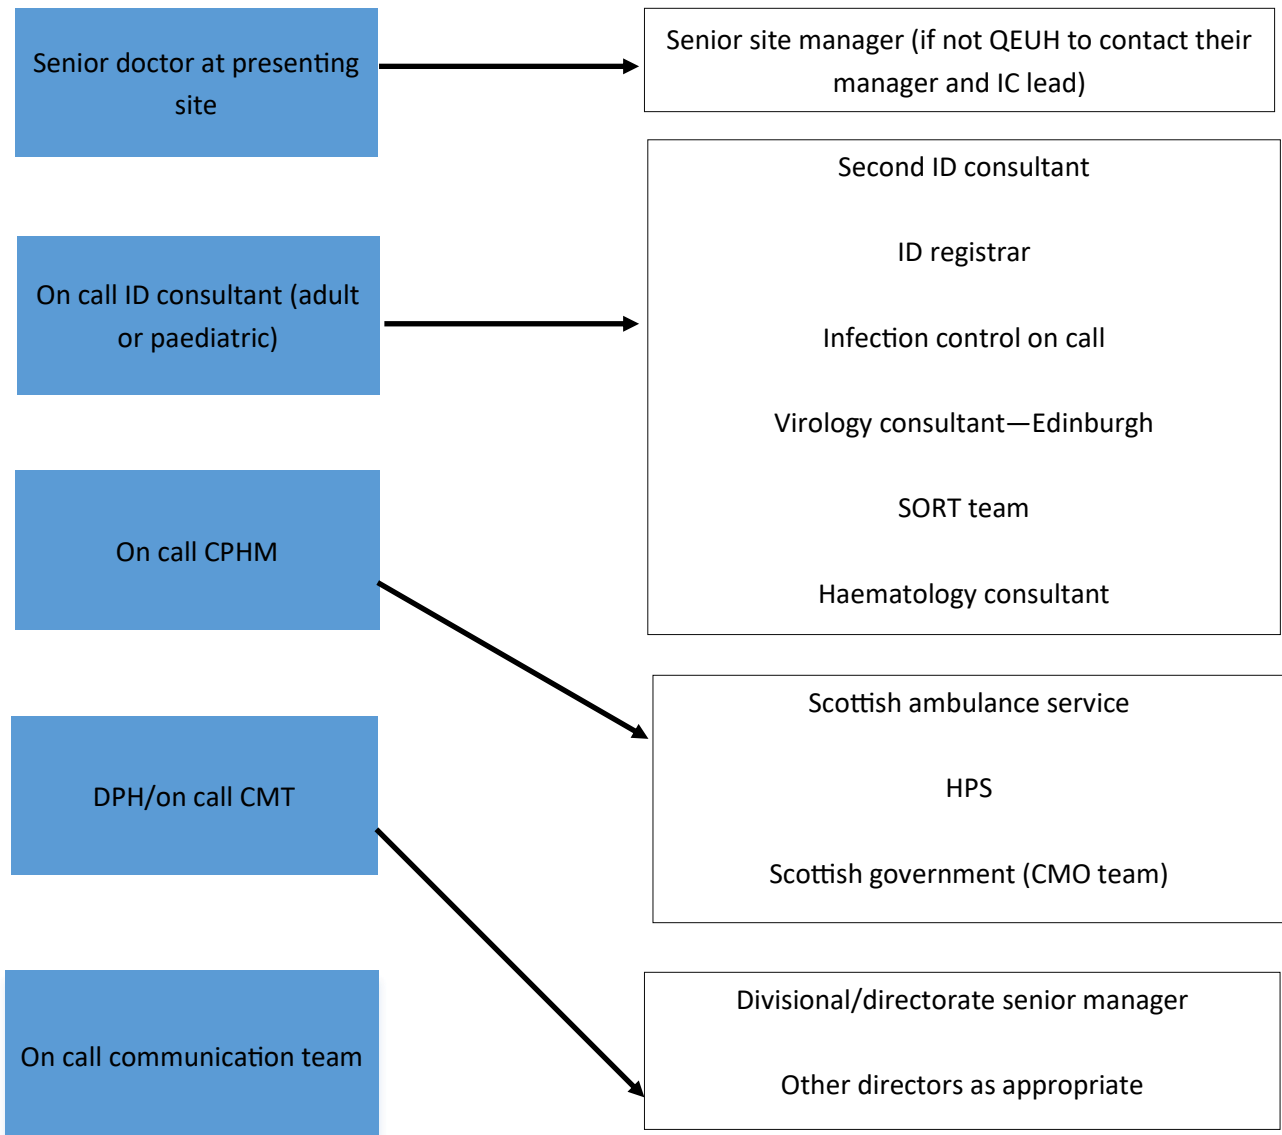 Senior doctor at presenting
site
Senior site manager (if not QEUH to contact their
manager and IC lead)
On call ID consultant (adult
or paediatric)
Second ID consultant
ID registrar
Infection control on call
Virology consultant—Edinburgh
SORT team
Haematology consultant
On call CPHM
Scottish ambulance service
HPS
Scottish government (CMO team)
DPH/on call CMT
Divisional/directorate senior manager
Other directors as appropriate
On call communication team